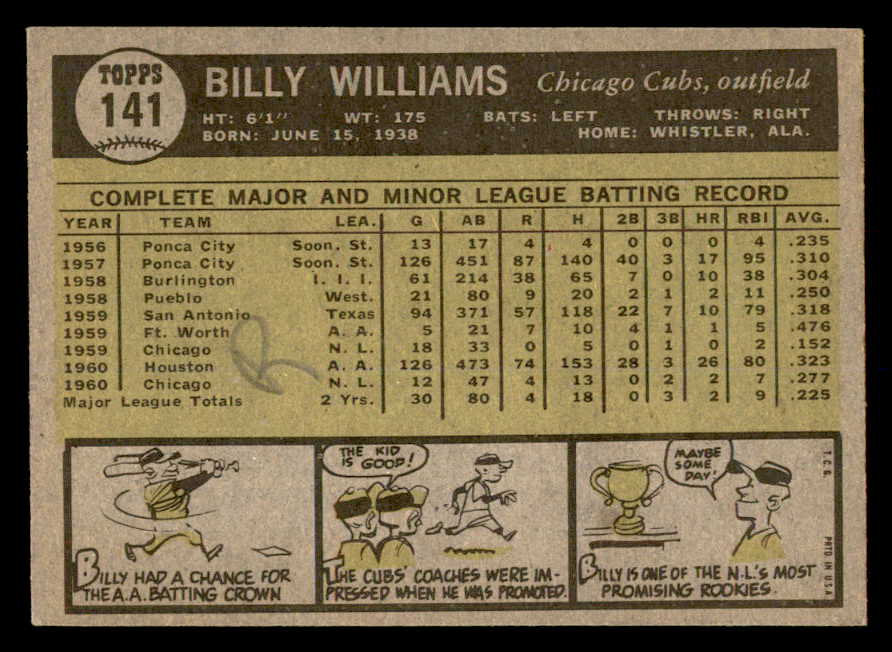 TOPPS
141
BILLY WILLIAMS Chicago Cubs, outfield
HT: 6'1" WT: 175 BATS: LEFT THROWS: RIGHT
BORN: JUNE 15, 1938 HOME: WHISTLER, ALA.
COMPLETE MAJOR AND MINOR LEAGUE BATTING RECORD
YEAR TEAM LEA. G AB R H 2B 3B HR RBI AVG.
1956 Ponca City Soon. St. 13 17 4 4 0 0 0 4 .235
1957 Ponca City Soon. St. 126 451 87 140 40 3 17 95 .310
1958 Burlington I. I. I. 61 214 38 65 7 0 10 38 .304
1958 Pueblo West. 21 80 9 20 2 1 2 11 .250
1959 San Antonio Texas 94 371 57 118 22 7 10 79 .318
1959 Ft. Worth A. A. 5 21 7 10 4 1 1 5 .476
1959 Chicago N. L. 18 33 0 5 0 1 0 2 .152
1960 Houston A. A. 126 473 74 153 28 3 26 80 .323
1960 Chicago N. L. 12 47 4 13 0 2 2 7 .277
Major League Totals 2 Yrs. 30 80 4 18 0 3 2 9 .225
BILLY HAD A CHANCE FOR
THE A.A. BATTING CROWN
THE KID
IS GOOD!
THE CUBS' COACHES WERE IM-
PRESSED WHEN HE WAS PROMOTED.
MAYBE
SOME
DAY!
BILLY IS ONE OF THE N.L.'S MOST
PROMISING ROOKIES.
T.C.G.
PRTD. IN U.S.A.